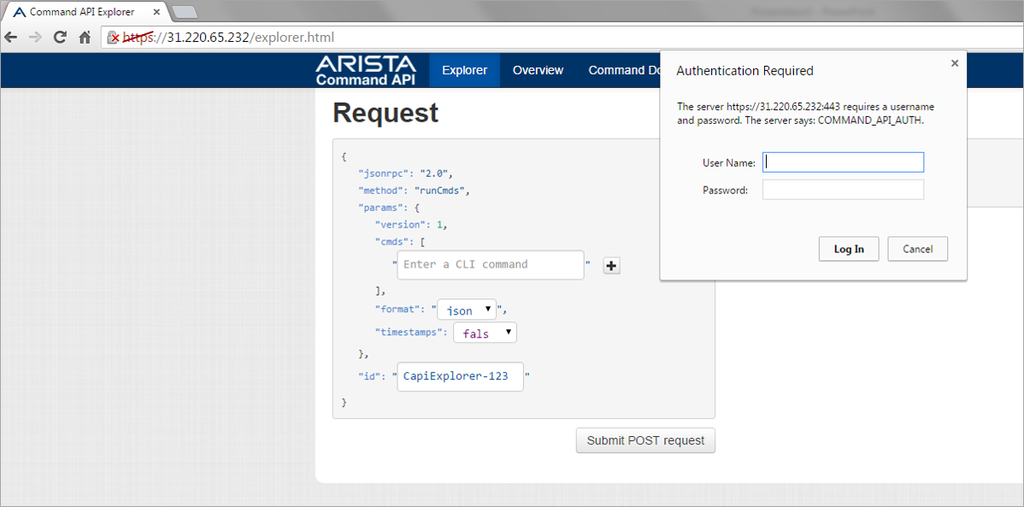 Command API Explorer
https://31.220.65.232/explorer.html
ARISTA
Command API
Explorer
Overview
Command Do
Request
{
"jsonrpc": "2.0",
"method": "runCmds",
"params": {
"version": 1,
"cmds": [
"Enter a CLI command"
],
"format": "json",
"timestamps": fals
},
"id": "CapiExplorer-123"
}
Submit POST request
Authentication Required
The server https://31.220.65.232:443 requires a username
and password. The server says: COMMAND_API_AUTH.
User Name:
Password:
Log In
Cancel